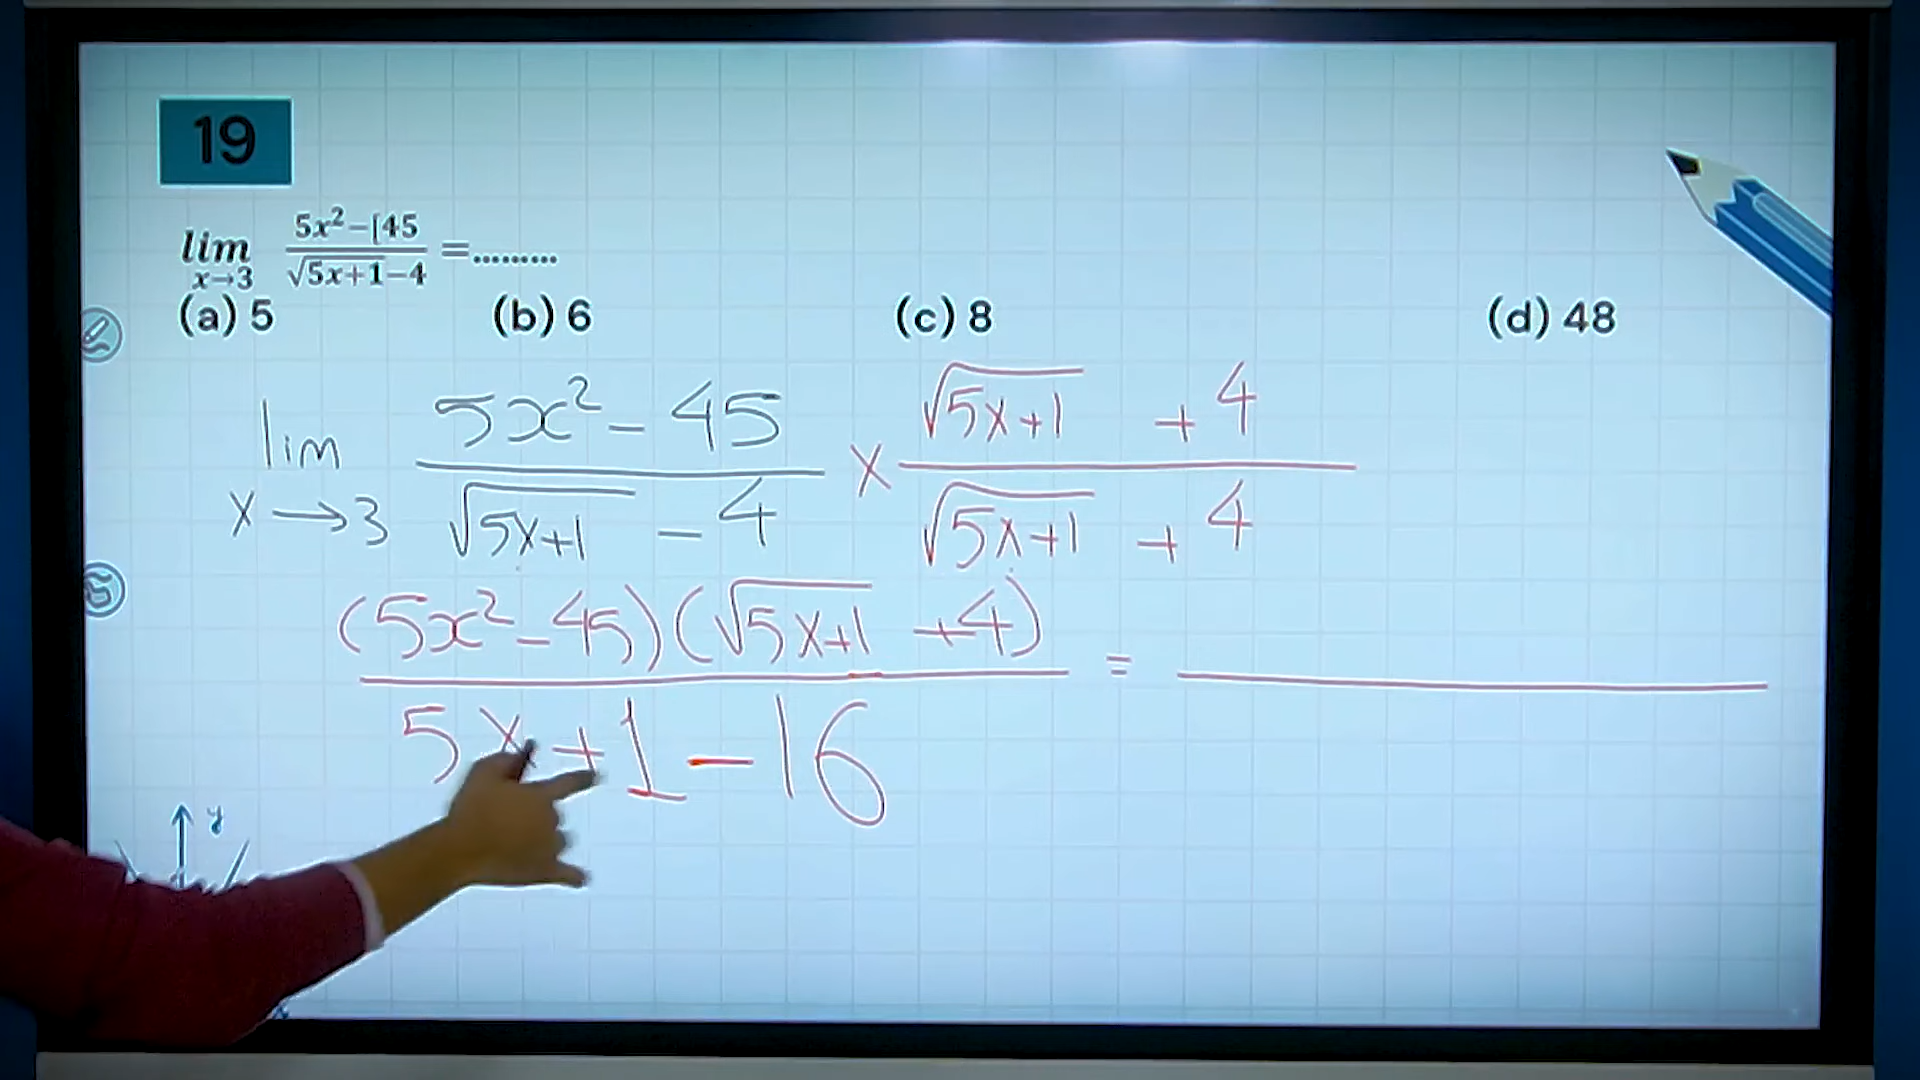 19
lim x→3 5x²−[45 / √5x+1−4 =.........
(a) 5 (b) 6 (c) 8 (d) 48
lim x→3 5x² − 45 / √5x+1 − 4 × √5x+1 + 4 / √5x+1 + 4
(5x² − 45)(√5x+1 + 4) / 5x + 1 − 16 =
y